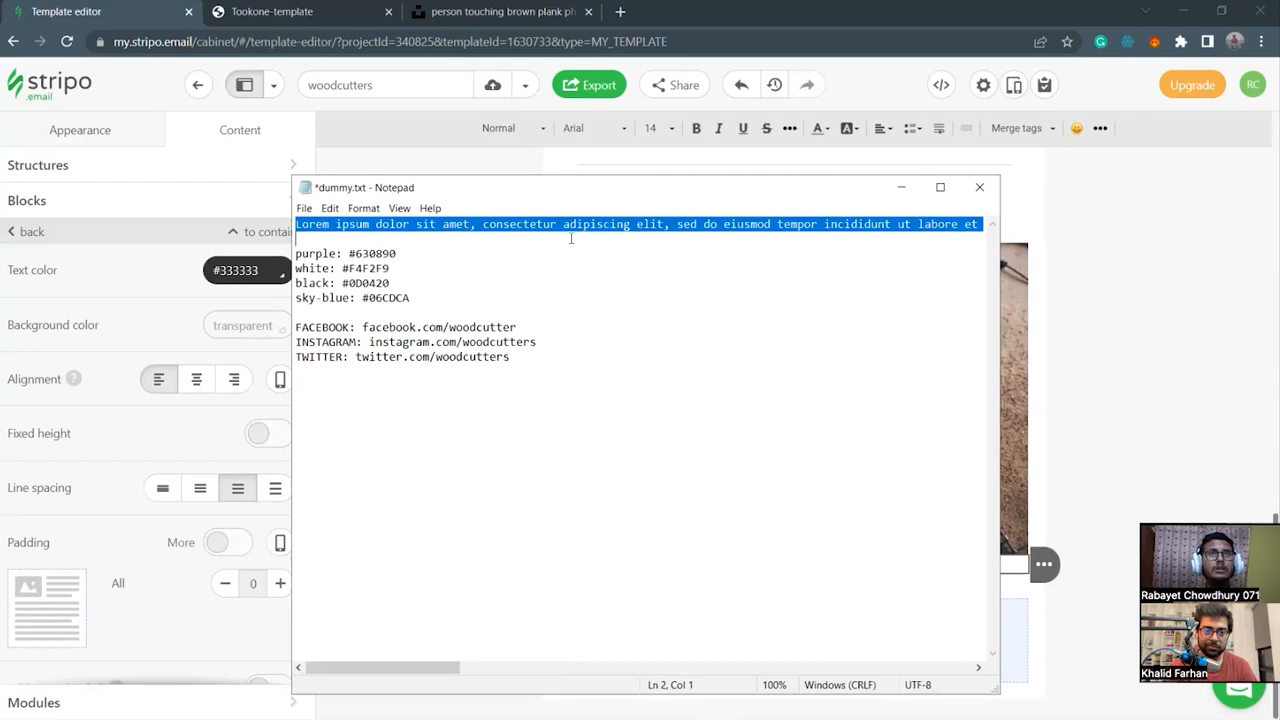 Template editor
Tookone-template
person touching brown plank ph
my.stripo.email/cabinet/#/template-editor/?projectId=340825&templateId=1630733&type=MY_TEMPLATE
stripo
.email
woodcutters
Export
Share
Upgrade
RC
Appearance
Content
Normal
Arial
14
B
I
U
S
A
A
Merge tags
Structures
Blocks
back
to contain
Text color
#333333
Background color
transparent
Alignment
Fixed height
Line spacing
Padding
More
All
0
Modules
*dummy.txt - Notepad
File Edit Format View Help
Lorem ipsum dolor sit amet, consectetur adipiscing elit, sed do eiusmod tempor incididunt ut labore et
purple: #630890
white: #F4F2F9
black: #0D0420
sky-blue: #06CDCA
FACEBOOK: facebook.com/woodcutter
INSTAGRAM: instagram.com/woodcutters
TWITTER: twitter.com/woodcutters
Ln 2, Col 1
100%
Windows (CRLF)
UTF-8
Rabayet Chowdhury 071
Khalid Farhan